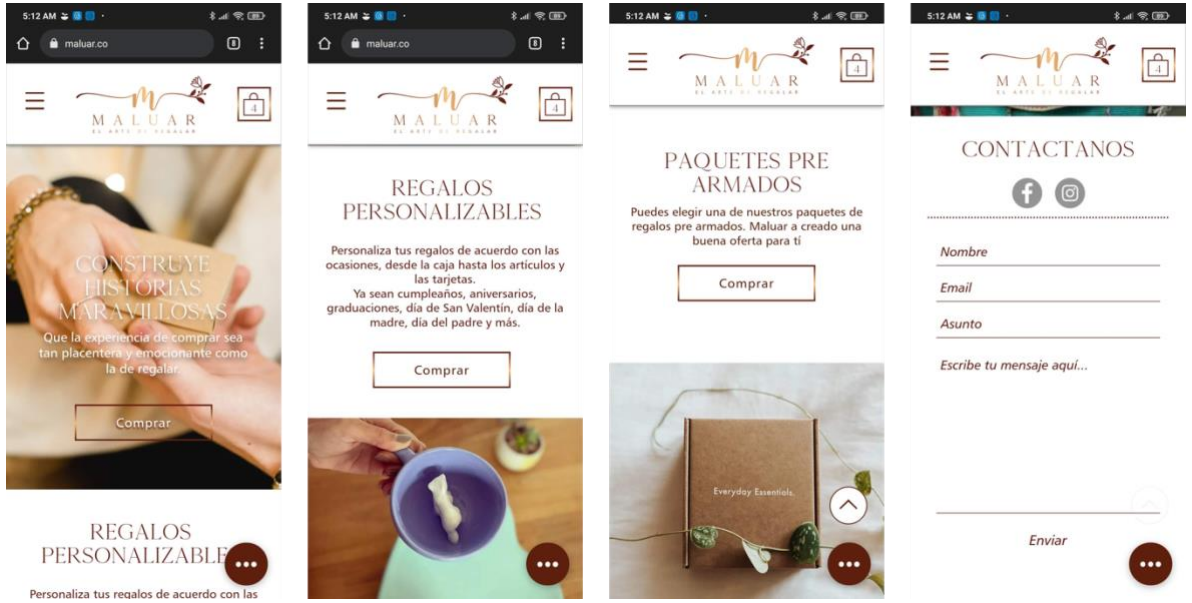 5:12 AM
89
maluar.co
8
m
MALUAR
EL ARTE DE REGALAR
4
CONSTRUYE
HISTORIAS
MARAVILLOSAS
Que la experiencia de comprar sea
tan placentera y emocionante como
la de regalar.
Comprar
REGALOS
PERSONALIZABLE
Personaliza tus regalos de acuerdo con las
5:12 AM
89
maluar.co
8
m
MALUAR
EL ARTE DE REGALAR
4
REGALOS
PERSONALIZABLES
Personaliza tus regalos de acuerdo con las
ocasiones, desde la caja hasta los articulos y
las tarjetas.
Ya sean cumpleaños, aniversarios,
graduaciones, día de San Valentín, día de la
madre, día del padre y más.
Comprar
5:12 AM
89
m
MALUAR
EL ARTE DE REGALAR
4
PAQUETES PRE
ARMADOS
Puedes elegir una de nuestros paquetes de
regalos pre armados. Maluar a creado una
buena oferta para tí
Comprar
Everyday Essentials.
5:12 AM
89
m
MALUAR
EL ARTE DE REGALAR
4
CONTACTANOS
f
Nombre
Email
Asunto
Escribe tu mensaje aquí...
Enviar